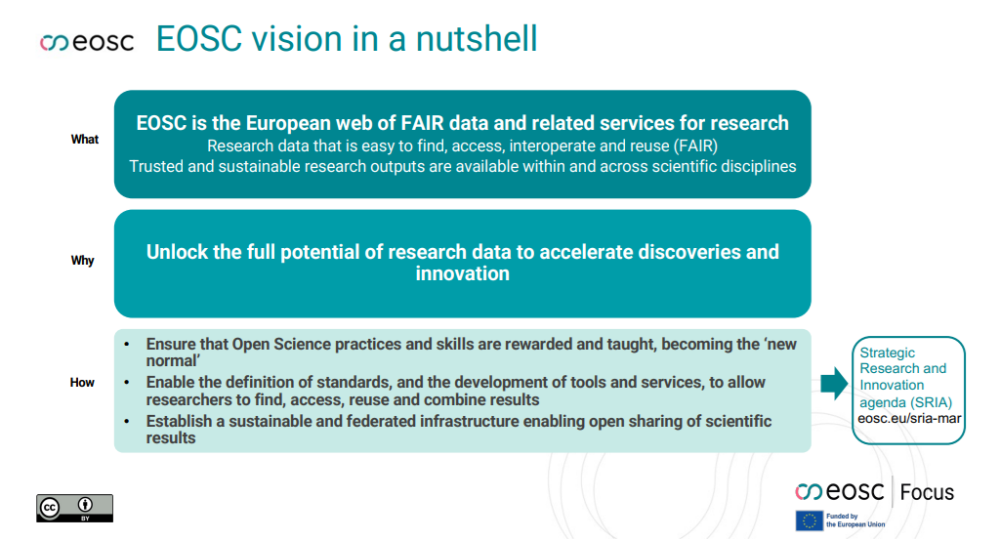 eosc EOSC vision in a nutshell
What
EOSC is the European web of FAIR data and related services for research
Research data that is easy to find, access, interoperate and reuse (FAIR)
Trusted and sustainable research outputs are available within and across scientific disciplines
Why
Unlock the full potential of research data to accelerate discoveries and
innovation
How
• Ensure that Open Science practices and skills are rewarded and taught, becoming the ‘new
normal’
• Enable the definition of standards, and the development of tools and services, to allow
researchers to find, access, reuse and combine results
• Establish a sustainable and federated infrastructure enabling open sharing of scientific
results
Strategic
Research and
Innovation
agenda (SRIA)
eosc.eu/sria-mar
cc
BY
eosc Focus
Funded by
the European Union